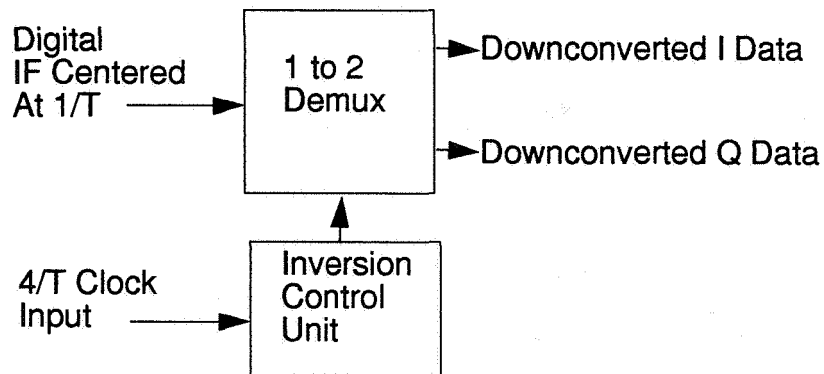 Digital
IF Centered
At 1/T
1 to 2
Demux
Downconverted I Data
Downconverted Q Data
4/T Clock
Input
Inversion
Control
Unit